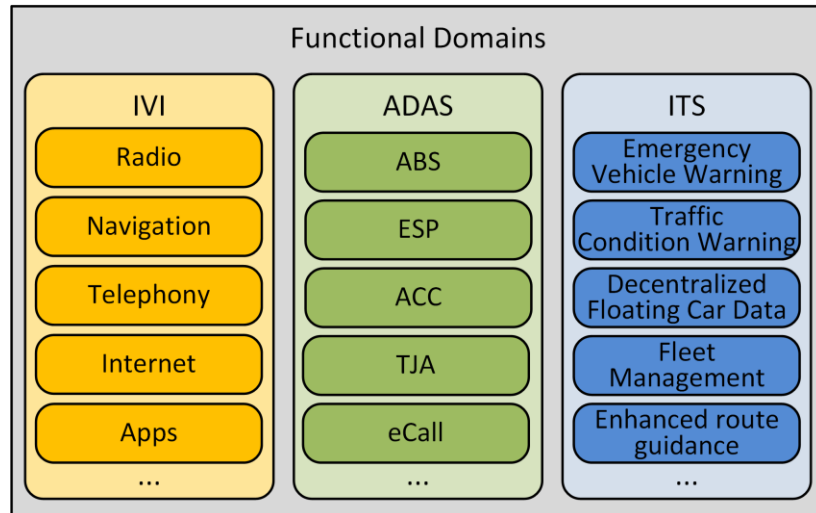 Functional Domains
IVI
Radio
Navigation
Telephony
Internet
Apps
...
ADAS
ABS
ESP
ACC
TJA
eCall
...
ITS
Emergency
Vehicle Warning
Traffic
Condition Warning
Decentralized
Floating Car Data
Fleet
Management
Enhanced route
guidance
...